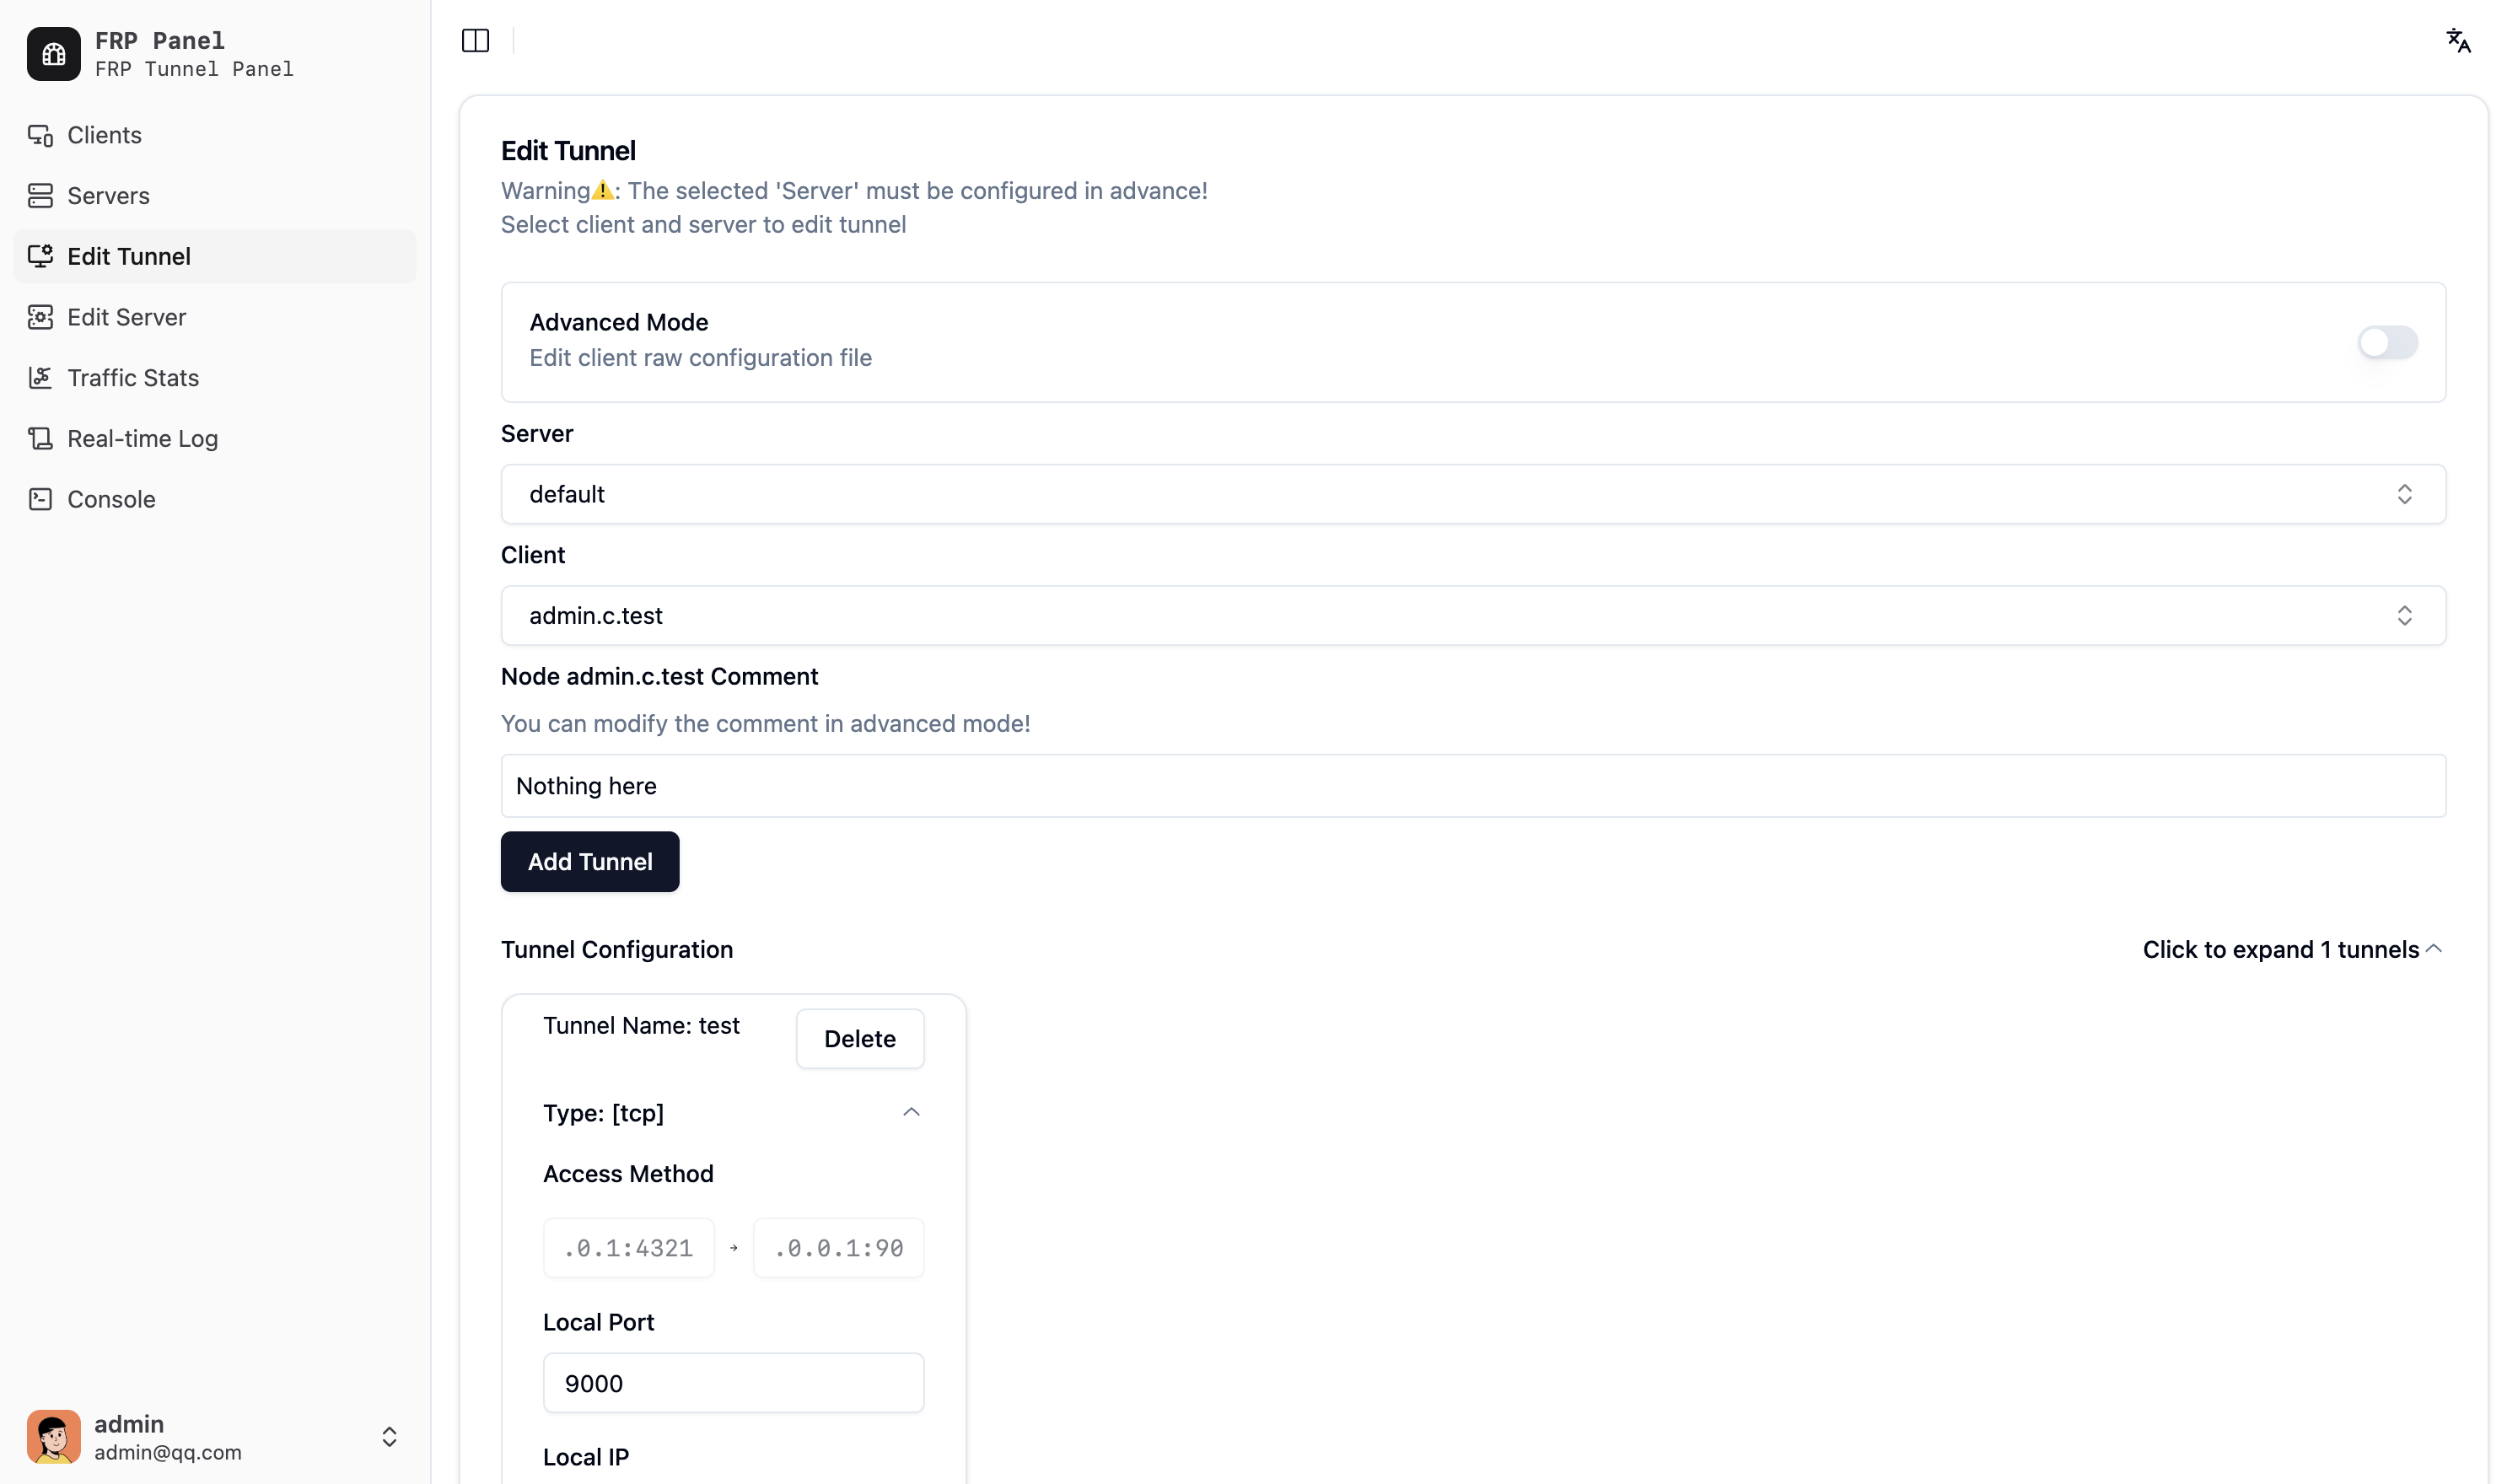 FRP Panel
FRP Tunnel Panel
Clients
Servers
Edit Tunnel
Edit Server
Traffic Stats
Real-time Log
Console
admin
admin@qq.com
Edit Tunnel
Warning⚠️: The selected 'Server' must be configured in advance!
Select client and server to edit tunnel
Advanced Mode
Edit client raw configuration file
Server
default
Client
admin.c.test
Node admin.c.test Comment
You can modify the comment in advanced mode!
Nothing here
Add Tunnel
Tunnel Configuration
Click to expand 1 tunnels
Tunnel Name: test
Delete
Type: [tcp]
Access Method
.0.1:4321 → .0.0.1:90
Local Port
9000
Local IP